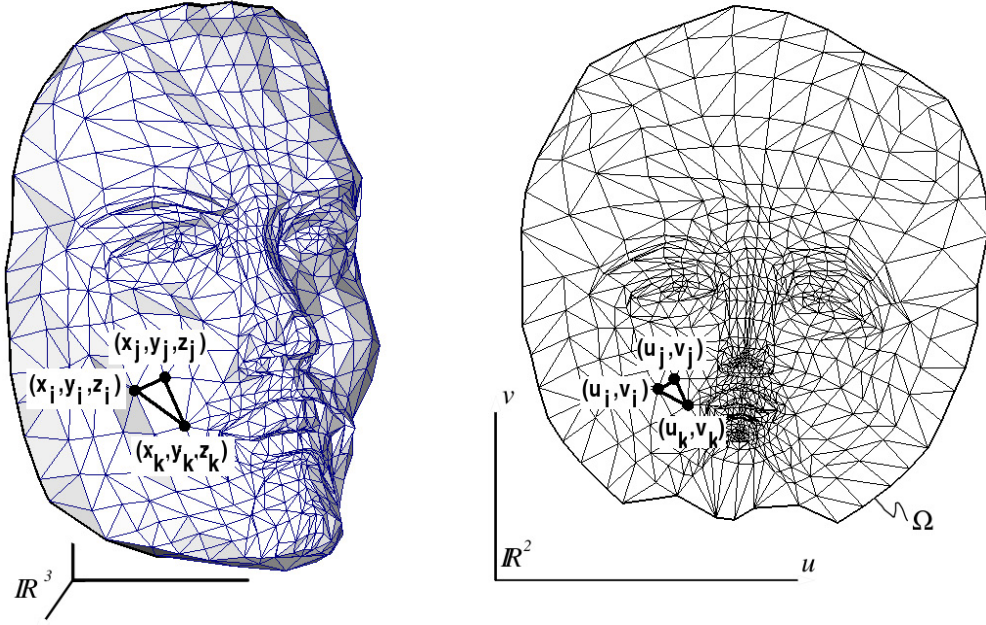 (x_j,y_j,z_j)
(x_i,y_i,z_i)
(x_k,y_k,z_k)
IR^3
(u_j,v_j)
(u_i,v_i)
(u_k,v_k)
v
Ω
IR^2
u